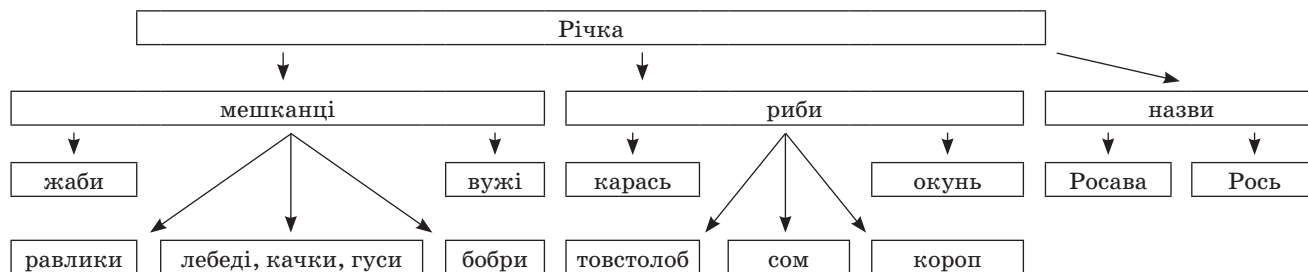 Річка
мешканці
риби
назви
жаби
вужі
карась
окунь
Росава
Рось
равлики
лебеді, качки, гуси
бобри
товстолоб
сом
короп